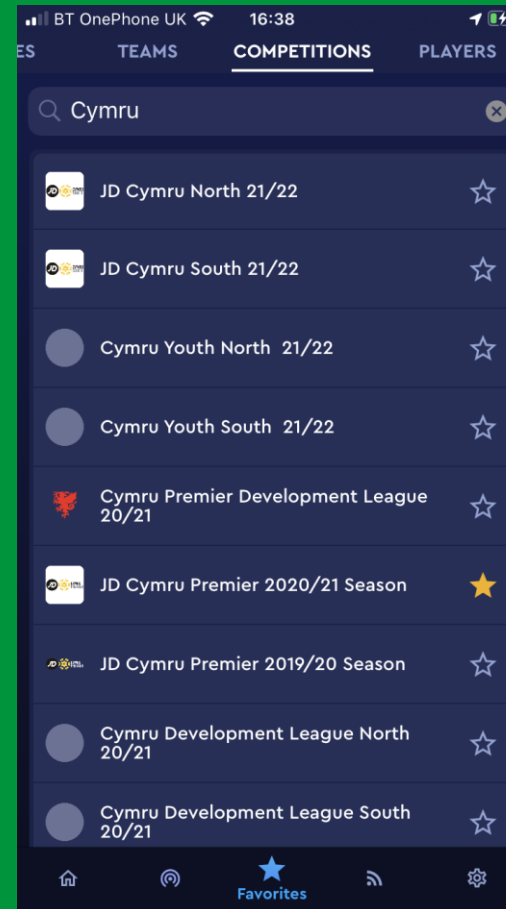 BT OnePhone UK 16:38
ES TEAMS COMPETITIONS PLAYERS
Cymru
JD Cymru North 21/22
JD Cymru South 21/22
Cymru Youth North 21/22
Cymru Youth South 21/22
Cymru Premier Development League
20/21
JD Cymru Premier 2020/21 Season
JD Cymru Premier 2019/20 Season
Cymru Development League North
20/21
Cymru Development League South
20/21
Favorites